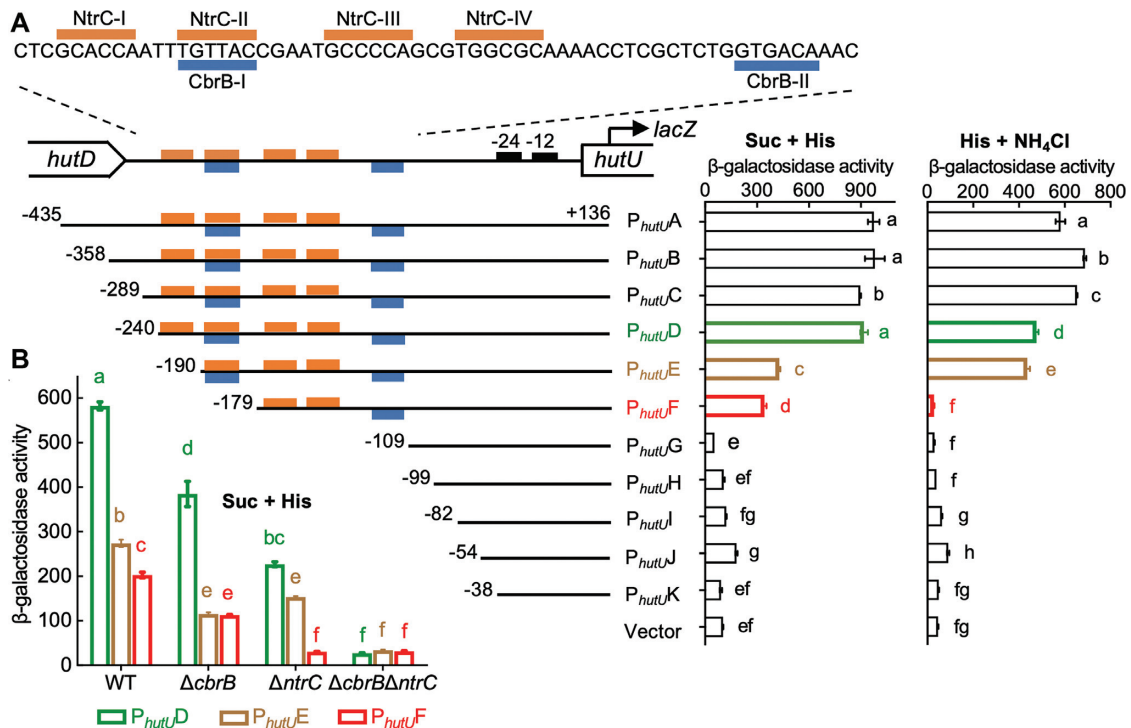 A
NtrC-I NtrC-II NtrC-III NtrC-IV
CTCGCACCAATTTGTTACCGAATGCCCCAGCGTGGCGCAAAACCTCGCTCTGGTGACAAAC
CbrB-I CbrB-II
-24 -12 lacZ
hutD hutU
Suc + His His + NH₄Cl
β-galactosidase activity β-galactosidase activity
0 300 600 900 0 200 400 600 800
-435 +136 PhutUA a a
-358 PhutUB a b
-289 PhutUC b c
-240 PhutUD a d
-190 PhutUE c e
-179 PhutUF d f
-109 PhutUG e f
-99 PhutUH ef f
-82 PhutUI fg g
-54 PhutUJ g h
-38 PhutUK ef fg
Vector ef fg
B
β-galactosidase activity
600
500
400
300
200
100
0
Suc + His
a b c
d e e
bc e f
f f f
WT ΔcbrB ΔntrC ΔcbrBΔntrC
PhutUD PhutUE PhutUF